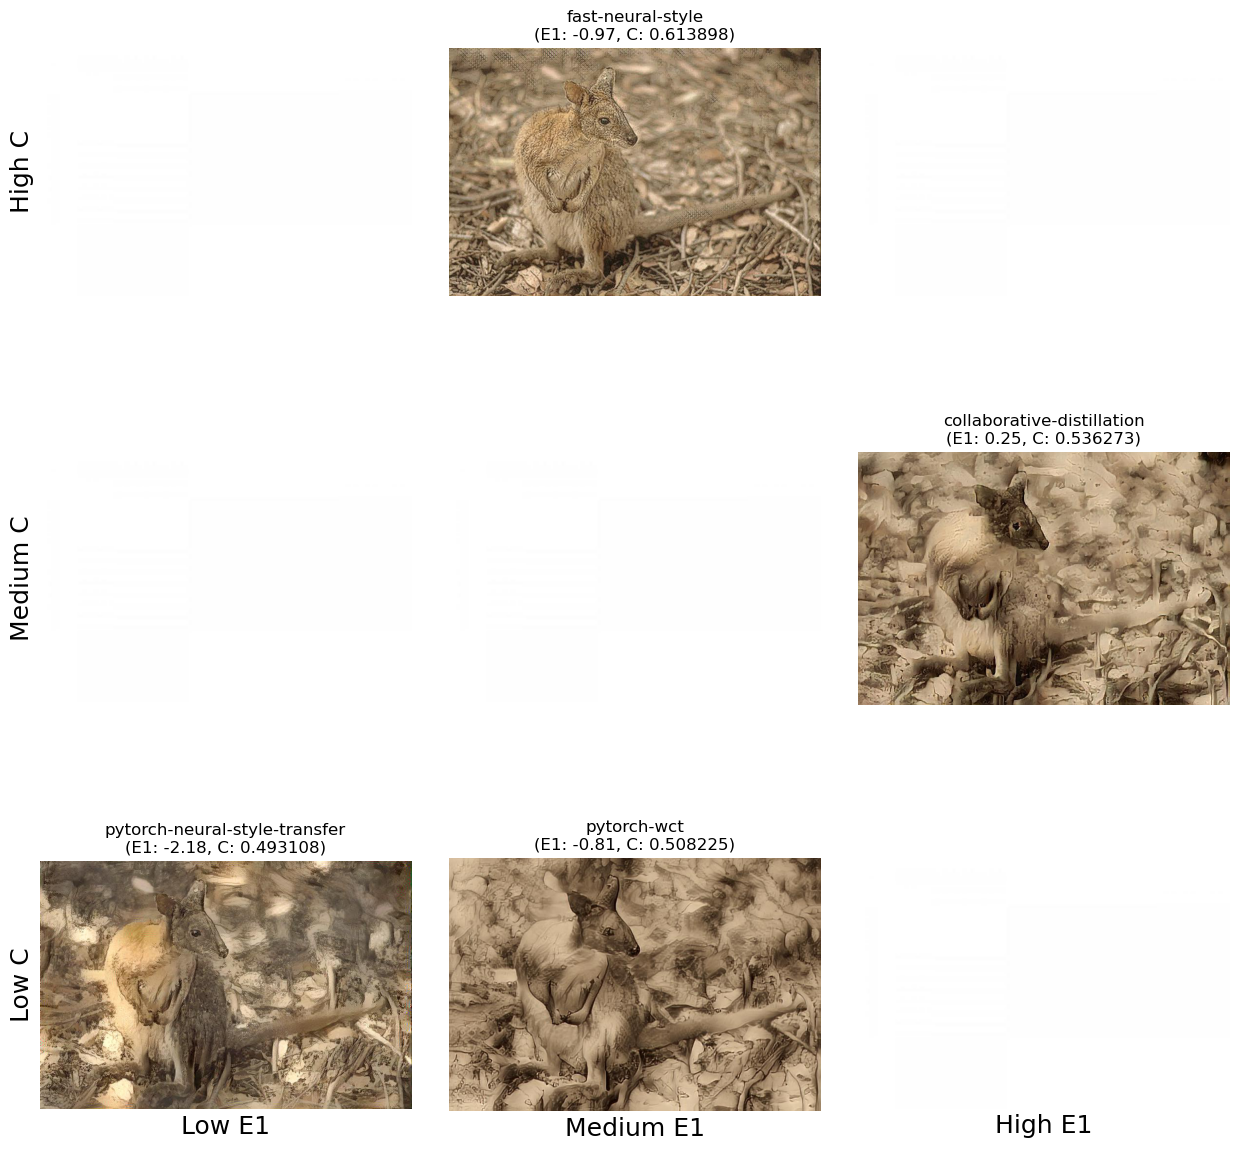 fast-neural-style
(E1: -0.97, C: 0.613898)
High C
collaborative-distillation
(E1: 0.25, C: 0.536273)
Medium C
pytorch-neural-style-transfer
(E1: -2.18, C: 0.493108)
pytorch-wct
(E1: -0.81, C: 0.508225)
Low C
Low E1
Medium E1
High E1